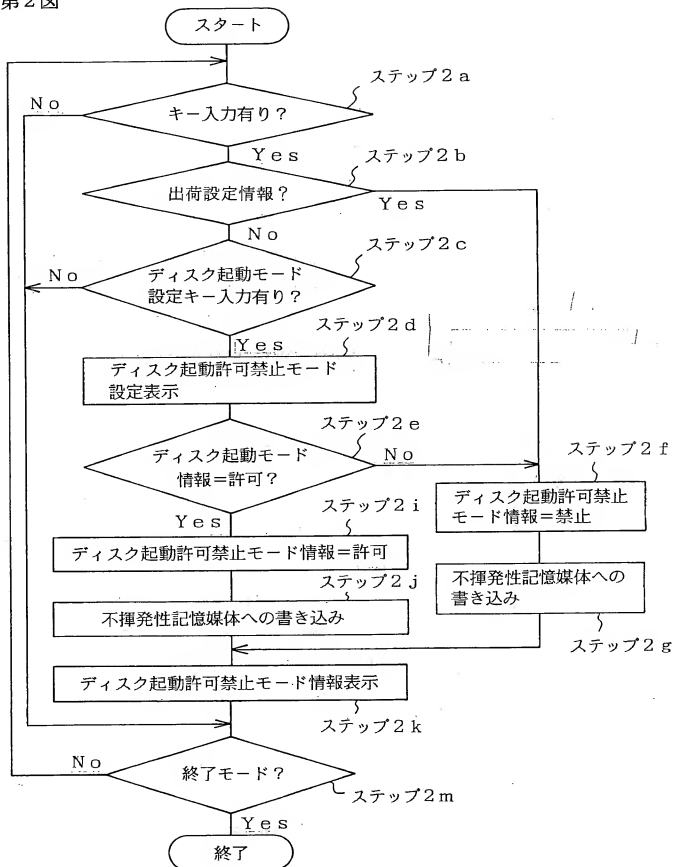 第2図
スタート
ステップ2a
No
キー入力有り?
Yes
ステップ2b
出荷設定情報?
Yes
No
ステップ2c
No
ディスク起動モード
設定キー入力有り?
ステップ2d
Yes
ディスク起動許可禁止モード
設定表示
ステップ2e
ディスク起動モード
情報=許可?
No
ステップ2f
ディスク起動許可禁止
モード情報=禁止
Yes
ステップ2i
ディスク起動許可禁止モード情報=許可
ステップ2j
不揮発性記憶媒体への
書き込み
不揮発性記憶媒体への書き込み
ステップ2g
ディスク起動許可禁止モード情報表示
ステップ2k
No
終了モード?
ステップ2m
Yes
終了